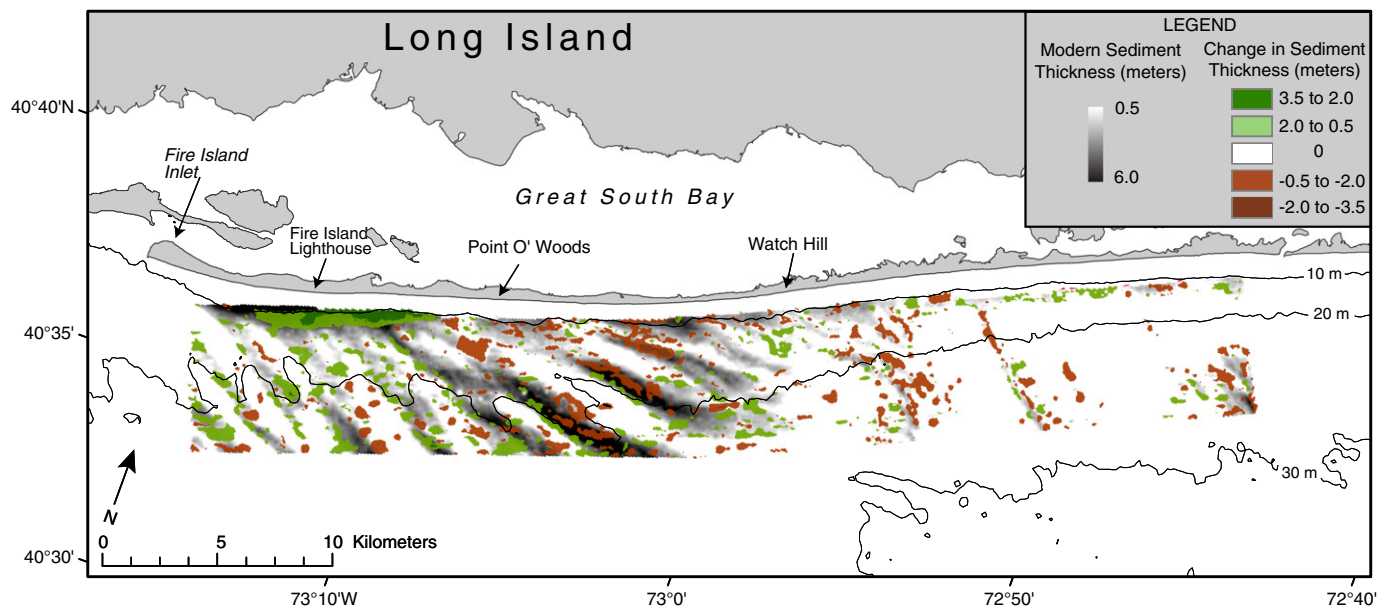 Long Island
LEGEND
Modern Sediment
Thickness (meters)
0.5
6.0
Change in Sediment
Thickness (meters)
3.5 to 2.0
2.0 to 0.5
0
-0.5 to -2.0
-2.0 to -3.5
40°40'N
Fire Island
Inlet
Great South Bay
Fire Island
Lighthouse
Point O' Woods
Watch Hill
10 m
20 m
40°35'
30 m
N
0
5
10 Kilometers
40°30'
73°10'W
73°0'
72°50'
72°40'